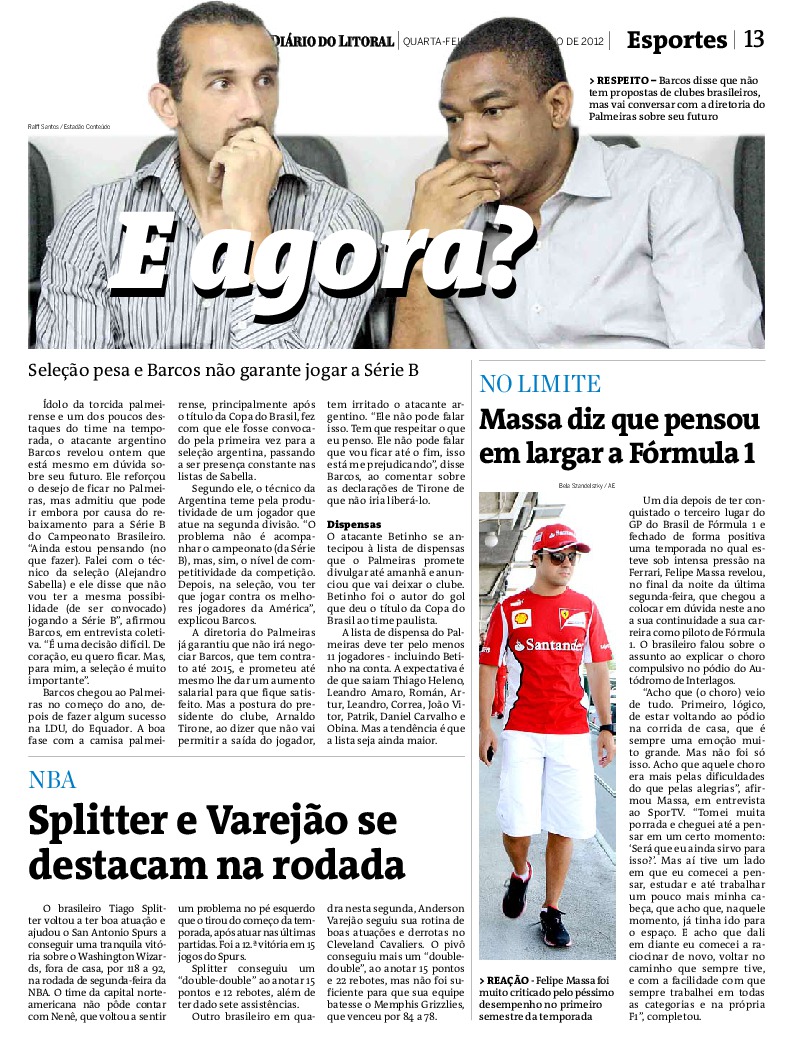 DIÁRIO DO LITORAL
QUARTA-FEI
O DE 2012
Esportes
13
> RESPEITO – Barcos disse que não
tem propostas de clubes brasileiros,
mas vai conversar com a diretoria do
Palmeiras sobre seu futuro
Raff Santos / Estadão Conteúdo
E agora?
Seleção pesa e Barcos não garante jogar a Série B
Ídolo da torcida palmei-
rense e um dos poucos des-
taques do time na tempo-
rada, o atacante argentino
Barcos revelou ontem que
está mesmo em dúvida so-
bre seu futuro. Ele reforçou
o desejo de ficar no Palmei-
ras, mas admitiu que pode
ir embora por causa do re-
baixamento para a Série B
do Campeonato Brasileiro.
“Ainda estou pensando (no
que fazer). Falei com o téc-
nico da seleção (Alejandro
Sabella) e ele disse que não
vou ter a mesma possibi-
lidade (de ser convocado)
jogando a Série B”, afirmou
Barcos, em entrevista coleti-
va. “É uma decisão difícil. De
coração, eu quero ficar. Mas,
para mim, a seleção é muito
importante”.
Barcos chegou ao Palmei-
ras no começo do ano, de-
pois de fazer algum sucesso
na LDU, do Equador. A boa
fase com a camisa palmei-
rense, principalmente após
o título da Copa do Brasil, fez
com que ele fosse convoca-
do pela primeira vez para a
seleção argentina, passando
a ser presença constante nas
listas de Sabella.
Segundo ele, o técnico da
Argentina teme pela produ-
tividade de um jogador que
atue na segunda divisão. “O
problema não é acompa-
nhar o campeonato (da Série
B), mas, sim, o nível de com-
petitividade da competição.
Depois, na seleção, vou ter
que jogar contra os melho-
res jogadores da América”,
explicou Barcos.
A diretoria do Palmeiras
já garantiu que não irá nego-
ciar Barcos, que tem contra-
to até 2015, e prometeu até
mesmo lhe dar um aumento
salarial para que fique satis-
feito. Mas a postura do pre-
sidente do clube, Arnaldo
Tirone, ao dizer que não vai
permitir a saída do jogador,
tem irritado o atacante ar-
gentino. “Ele não pode falar
isso. Tem que respeitar o que
eu penso. Ele não pode falar
que vou ficar até o fim, isso
está me prejudicando”, disse
Barcos, ao comentar sobre
as declarações de Tirone de
que não iria liberá-lo.
Dispensas
O atacante Betinho se an-
tecipou à lista de dispensas
que o Palmeiras promete
divulgar até amanhã e anun-
ciou que vai deixar o clube.
Betinho foi o autor do gol
que deu o título da Copa do
Brasil ao time paulista.
A lista de dispensa do Pal-
meiras deve ter pelo menos
11 jogadores - incluindo Beti-
nho na conta. A expectativa é
de que saiam Thiago Heleno,
Leandro Amaro, Román, Ar-
tur, Leandro, Correa, João Vi-
tor, Patrik, Daniel Carvalho e
Obina. Mas a tendência é que
a lista seja ainda maior.
NO LIMITE
Massa diz que pensou
em largar a Fórmula 1
Béla Szandelszky / AE
Santander
> REAÇÃO - Felipe Massa foi
muito criticado pelo péssimo
desempenho no primeiro
semestre da temporada
Um dia depois de ter con-
quistado o terceiro lugar do
GP do Brasil de Fórmula 1 e
fechado de forma positiva
uma temporada no qual es-
teve sob intensa pressão na
Ferrari, Felipe Massa revelou,
no final da noite da última
segunda-feira, que chegou a
colocar em dúvida neste ano
a sua continuidade a sua car-
reira como piloto de Fórmula
1. O brasileiro falou sobre o
assunto ao explicar o choro
compulsivo no pódio do Au-
tódromo de Interlagos.
“Acho que (o choro) veio
de tudo. Primeiro, lógico,
de estar voltando ao pódio
na corrida de casa, que é
sempre uma emoção mui-
to grande. Mas não foi só
isso. Acho que aquele choro
era mais pelas dificuldades
do que pelas alegrias”, afir-
mou Massa, em entrevista
ao SporTV. “Tomei muita
porrada e cheguei até a pen-
sar em um certo momento:
‘Será que eu ainda sirvo para
isso?’. Mas aí tive um lado
em que eu comecei a pen-
sar, estudar e até trabalhar
um pouco mais minha ca-
beça, que acho que, naquele
momento, já tinha ido para
o espaço. E acho que dali
em diante eu comecei a ra-
ciocinar de novo, voltar no
caminho que sempre tive,
e com a facilidade com que
sempre trabalhei em todas
as categorias e na própria
F1”, completou.
NBA
Splitter e Varejão se
destacam na rodada
O brasileiro Tiago Split-
ter voltou a ter boa atuação e
ajudou o San Antonio Spurs a
conseguir uma tranquila vitó-
ria sobre o Washington Wizar-
ds, fora de casa, por 118 a 92,
na rodada de segunda-feira da
NBA. O time da capital norte-
americana não pôde contar
com Nenê, que voltou a sentir
um problema no pé esquerdo
que o tirou do começo da tem-
porada, após atuar nas últimas
partidas. Foi a 12.ª vitória em 15
jogos do Spurs.
Splitter conseguiu um
“double-double” ao anotar 15
pontos e 12 rebotes, além de
ter dado sete assistências.
Outro brasileiro em qua-
dra nesta segunda, Anderson
Varejão seguiu sua rotina de
boas atuações e derrotas no
Cleveland Cavaliers. O pivô
conseguiu mais um “double-
double”, ao anotar 15 pontos
e 22 rebotes, mas não foi su-
ficiente para que sua equipe
batesse o Memphis Grizzlies,
que venceu por 84 a 78.